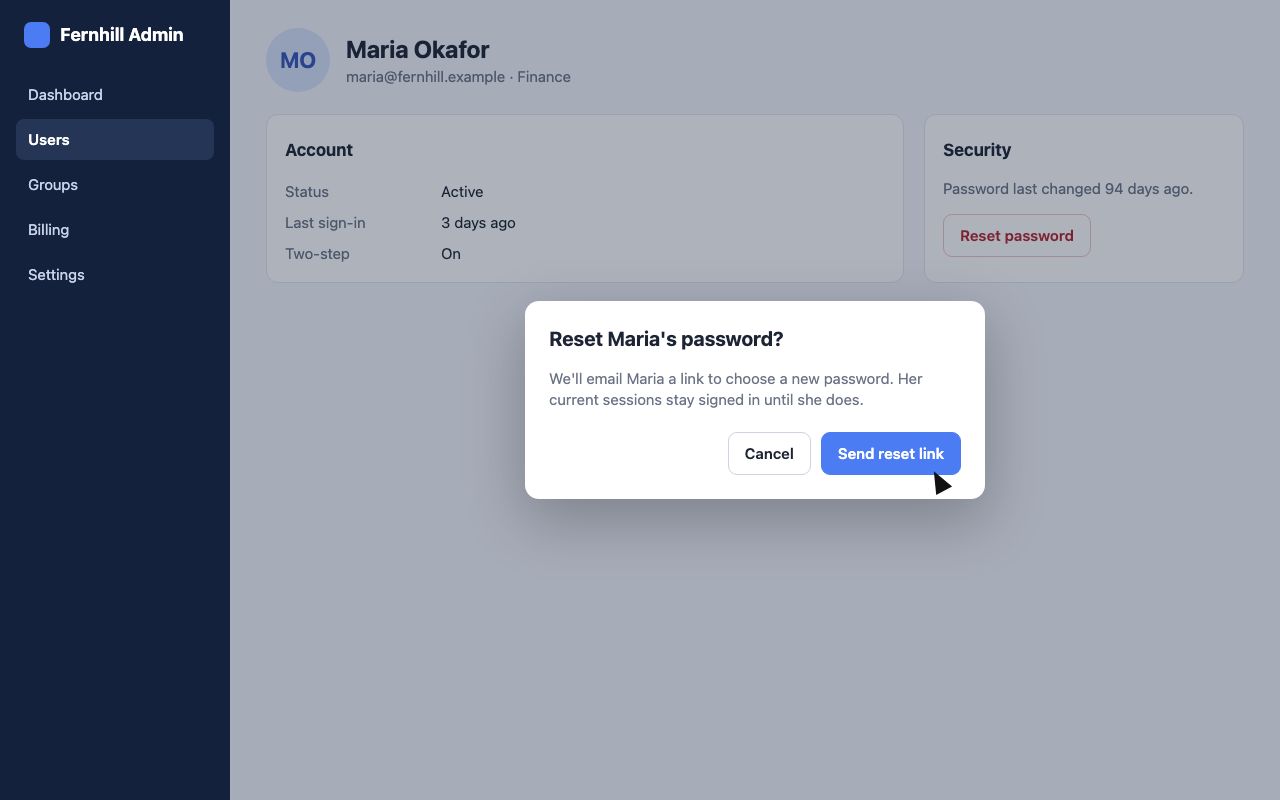 Fernhill Admin
Dashboard
Users
Groups
Billing
Settings
MO
Maria Okafor
maria@fernhill.example · Finance
Account
Status Active
Last sign-in 3 days ago
Two-step On
Security
Password last changed 94 days ago.
Reset password
Reset Maria's password?
We'll email Maria a link to choose a new password. Her
current sessions stay signed in until she does.
Cancel
Send reset link